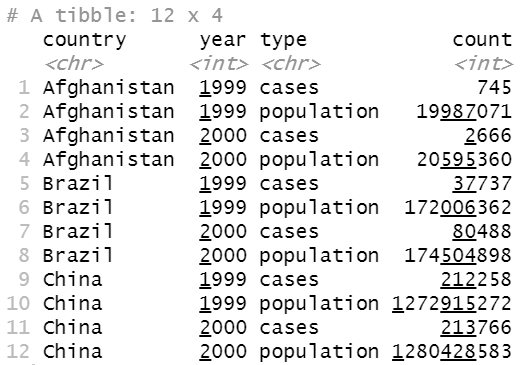 # A tibble: 12 x 4
country year type count
<chr> <int> <chr> <int>
1 Afghanistan 1999 cases 745
2 Afghanistan 1999 population 19987071
3 Afghanistan 2000 cases 2666
4 Afghanistan 2000 population 20595360
5 Brazil 1999 cases 37737
6 Brazil 1999 population 172006362
7 Brazil 2000 cases 80488
8 Brazil 2000 population 174504898
9 China 1999 cases 212258
10 China 1999 population 1272915272
11 China 2000 cases 213766
12 China 2000 population 1280428583